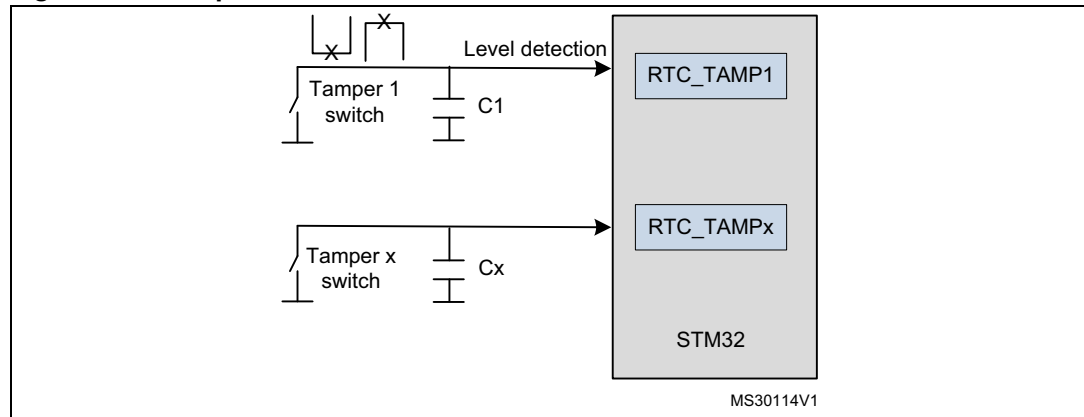 Level detection
RTC_TAMP1
Tamper 1
switch
C1
RTC_TAMPx
Tamper x
switch
Cx
STM32
MS30114V1